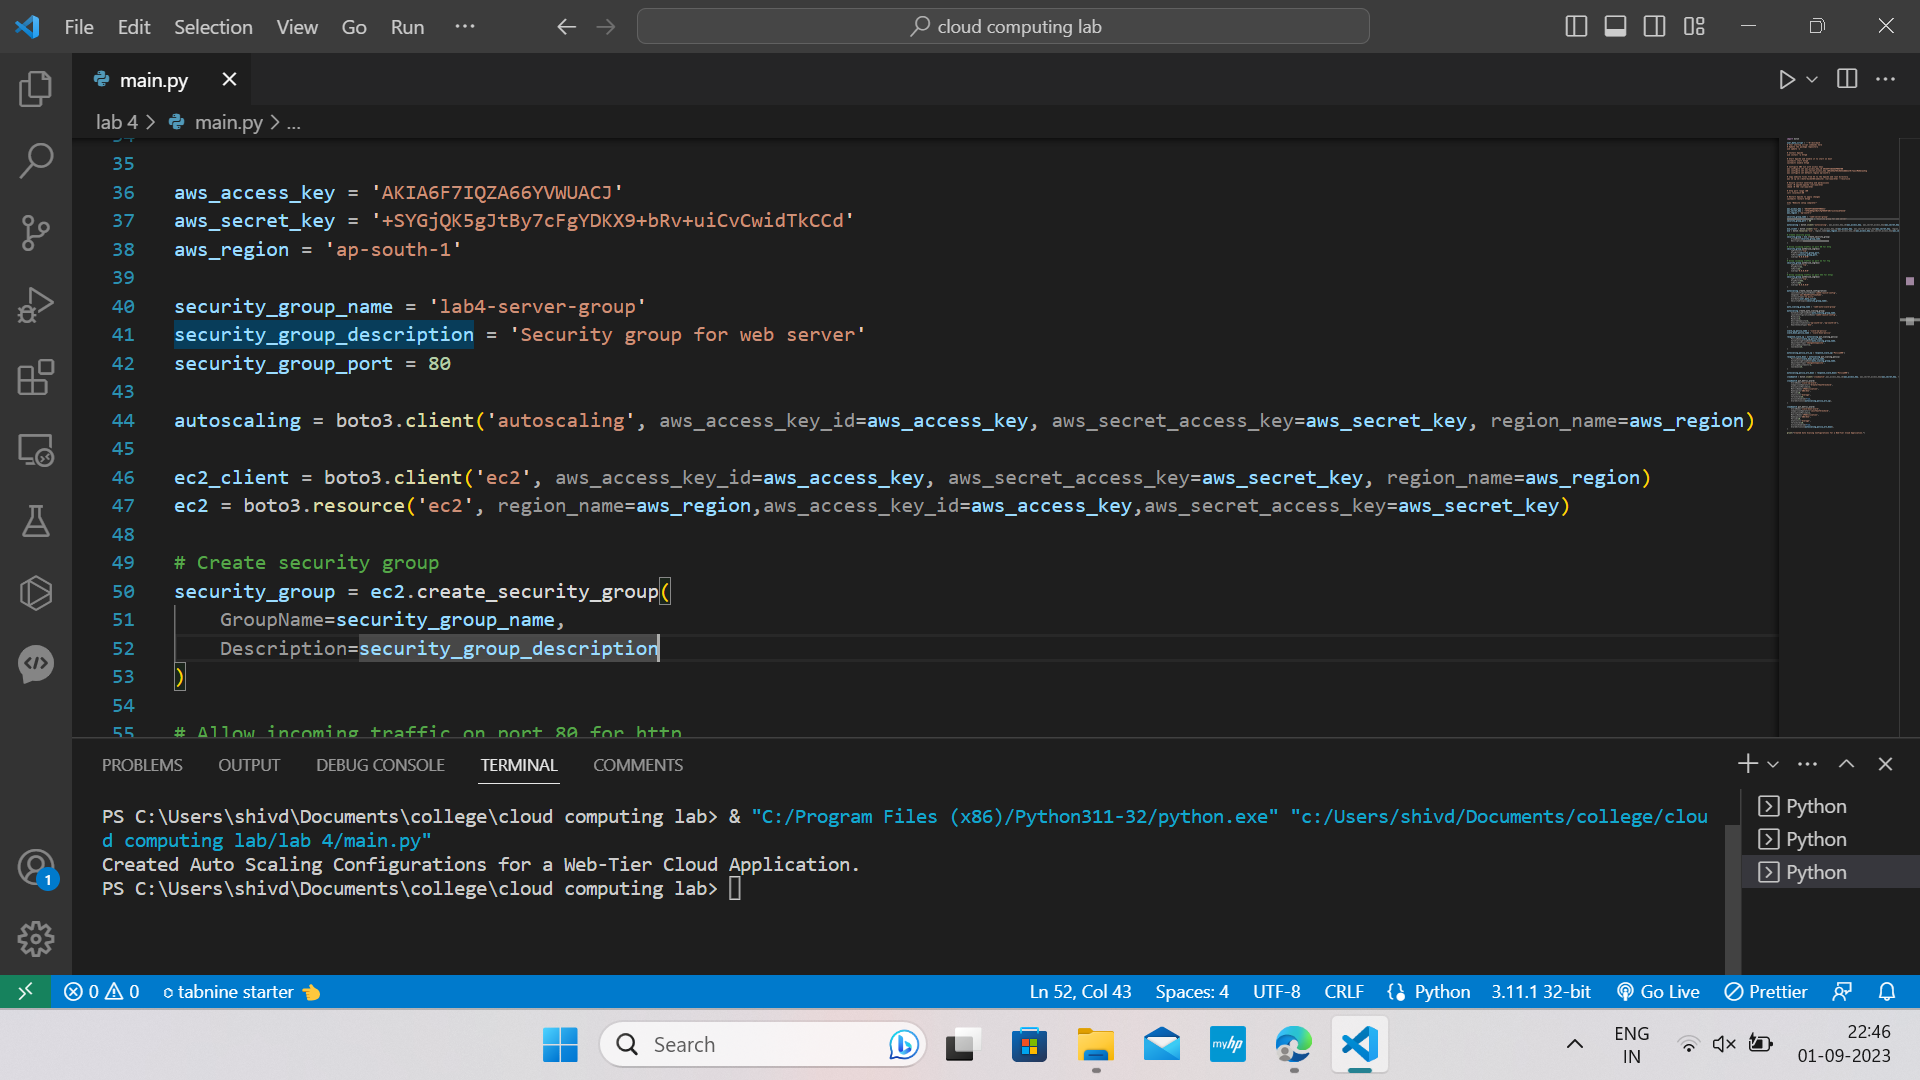 File Edit Selection View Go Run ···
cloud computing lab
main.py
lab 4 > main.py > ...
35
36 aws_access_key = 'AKIA6F7IQZA66YVWUACJ'
37 aws_secret_key = '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'
38 aws_region = 'ap-south-1'
39
40 security_group_name = 'lab4-server-group'
41 security_group_description = 'Security group for web server'
42 security_group_port = 80
43
44 autoscaling = boto3.client('autoscaling', aws_access_key_id=aws_access_key, aws_secret_access_key=aws_secret_key, region_name=aws_region)
45
46 ec2_client = boto3.client('ec2', aws_access_key_id=aws_access_key, aws_secret_access_key=aws_secret_key, region_name=aws_region)
47 ec2 = boto3.resource('ec2', region_name=aws_region,aws_access_key_id=aws_access_key,aws_secret_access_key=aws_secret_key)
48
49 # Create security group
50 security_group = ec2.create_security_group(
51 GroupName=security_group_name,
52 Description=security_group_description
53 )
54
55 # Allow incoming traffic on port 80 for http
PROBLEMS OUTPUT DEBUG CONSOLE TERMINAL COMMENTS
PS C:\Users\shivd\Documents\college\cloud computing lab> & "C:/Program Files (x86)/Python311-32/python.exe" "c:/Users/shivd/Documents/college/clou
d computing lab/lab 4/main.py"
Created Auto Scaling Configurations for a Web-Tier Cloud Application.
PS C:\Users\shivd\Documents\college\cloud computing lab>
Python
Python
Python
1
0 0 tabnine starter Ln 52, Col 43 Spaces: 4 UTF-8 CRLF Python 3.11.1 32-bit Go Live Prettier
Search
myhp
ENG
IN
22:46
01-09-2023